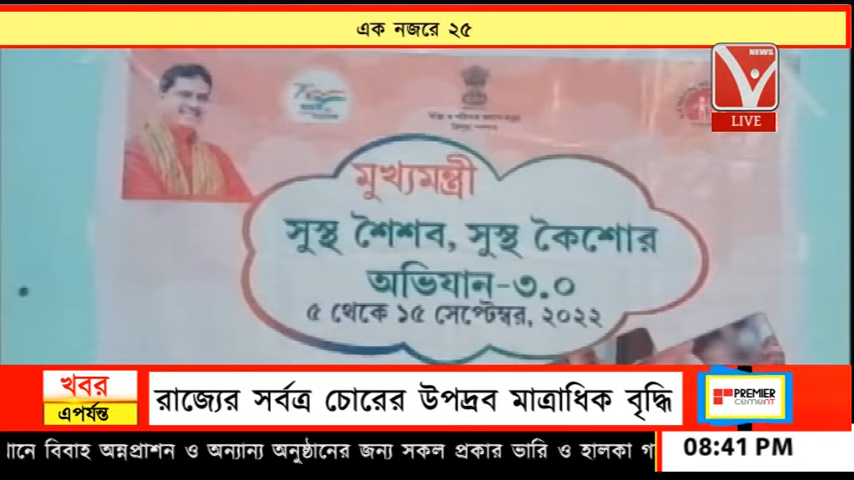 এক নজরে ২৫
NEWS
V
LIVE
মুখ্যমন্ত্রী
সুস্থ শৈশব, সুস্থ কৈশোর
অভিযান-৩.০
৫ থেকে ১৫ সেপ্টেম্বর, ২০২২
খবর
এপর্যন্ত
রাজ্যের সর্বত্র চোরের উপদ্রব মাত্রাধিক বৃদ্ধি
PREMIER
cement
বিবাহ অন্নপ্রাশন ও অন্যান্য অনুষ্ঠানের জন্য সকল প্রকার ভারি ও হালকা
08:41 PM